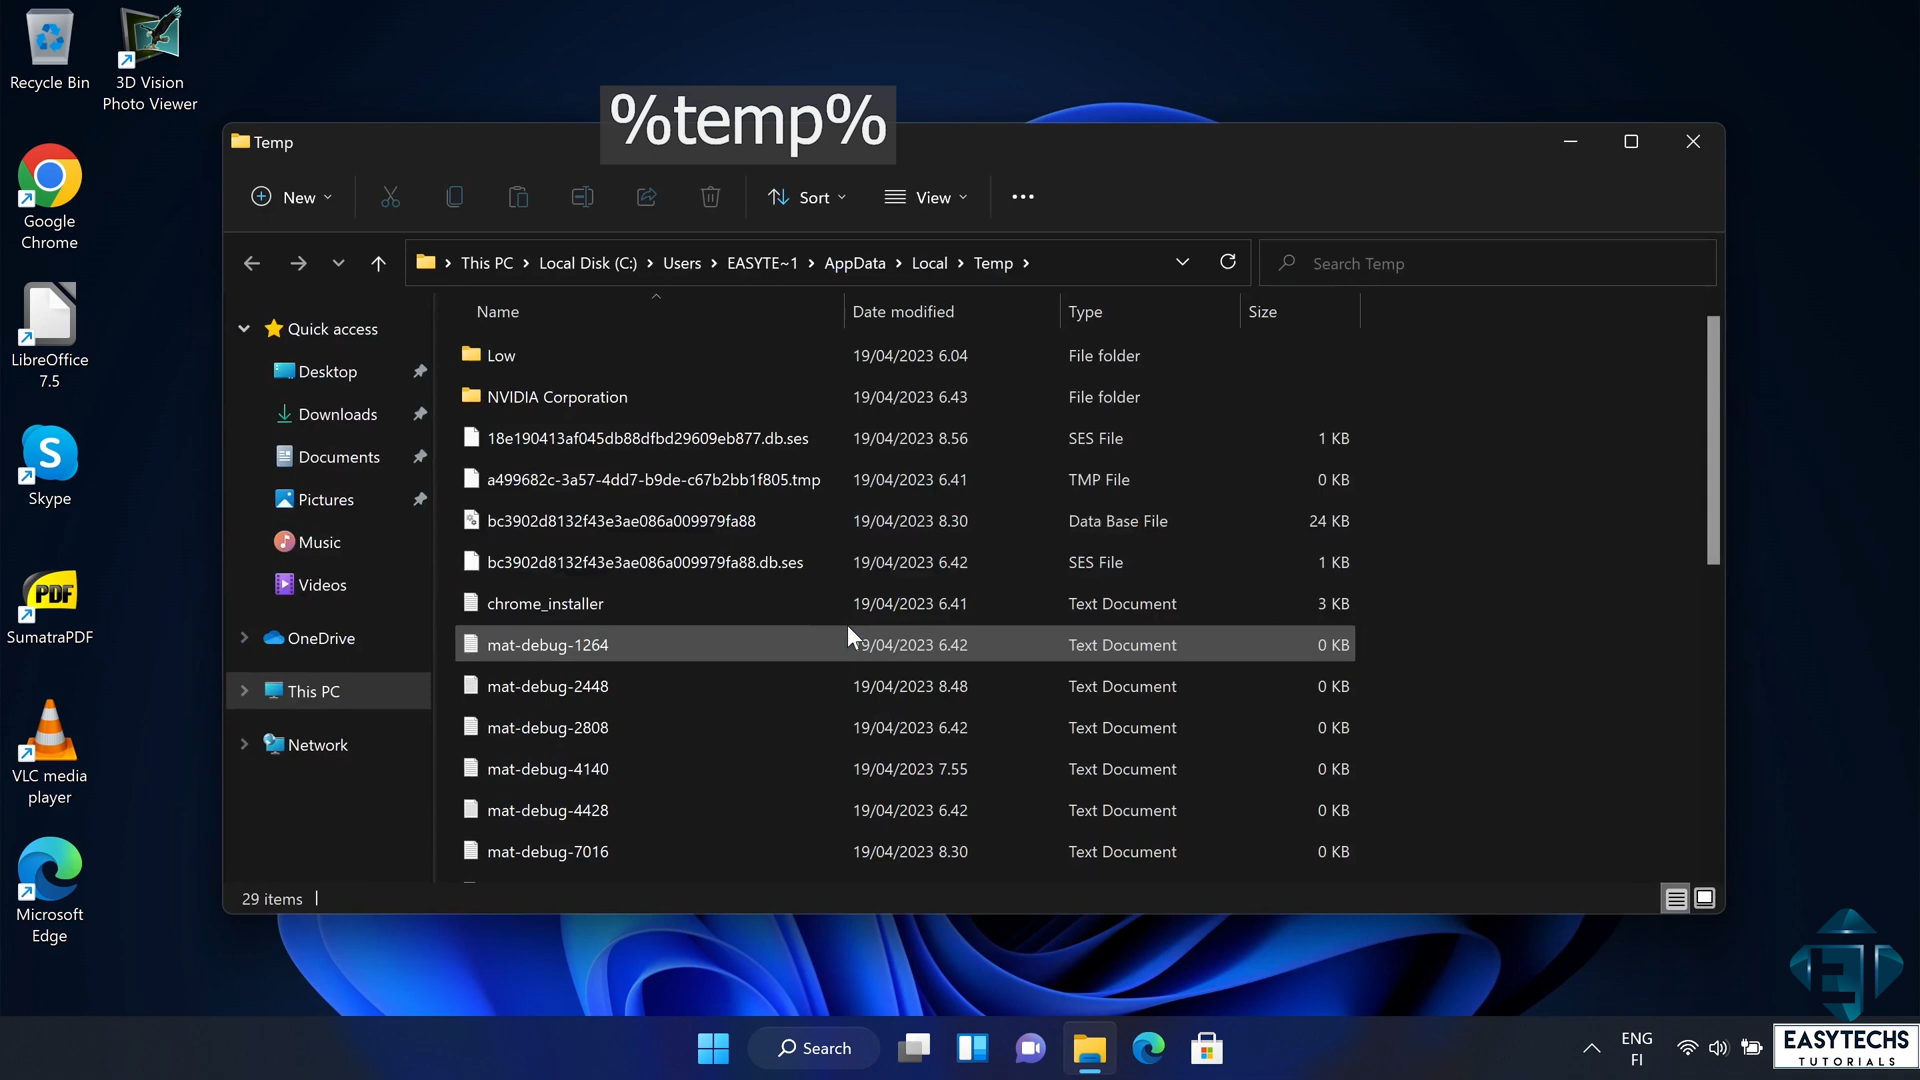 Recycle Bin
3D Vision
Photo Viewer
%temp%
Temp
New
Sort
View
Google
Chrome
This PC
Local Disk (C:)
Users
EASYTE~1
AppData
Local
Temp
Search Temp
Name
Date modified
Type
Size
Quick access
Desktop
Downloads
Documents
Pictures
Music
Videos
OneDrive
This PC
Network
Low 19/04/2023 6.04 File folder
NVIDIA Corporation 19/04/2023 6.43 File folder
18e190413af045db88dfbd29609eb877.db.ses 19/04/2023 8.56 SES File 1 KB
a499682c-3a57-4dd7-b9de-c67b2bb1f805.tmp 19/04/2023 6.41 TMP File 0 KB
bc3902d8132f43e3ae086a009979fa88 19/04/2023 8.30 Data Base File 24 KB
bc3902d8132f43e3ae086a009979fa88.db.ses 19/04/2023 6.42 SES File 1 KB
chrome_installer 19/04/2023 6.41 Text Document 3 KB
mat-debug-1264 19/04/2023 6.42 Text Document 0 KB
mat-debug-2448 19/04/2023 8.48 Text Document 0 KB
mat-debug-2808 19/04/2023 6.42 Text Document 0 KB
mat-debug-4140 19/04/2023 7.55 Text Document 0 KB
mat-debug-4428 19/04/2023 6.42 Text Document 0 KB
mat-debug-7016 19/04/2023 8.30 Text Document 0 KB
29 items
LibreOffice
7.5
S
Skype
PDF
SumatraPDF
VLC media
player
Microsoft
Edge
Search
ENG
FI
ET
EASYTECHS
TUTORIALS